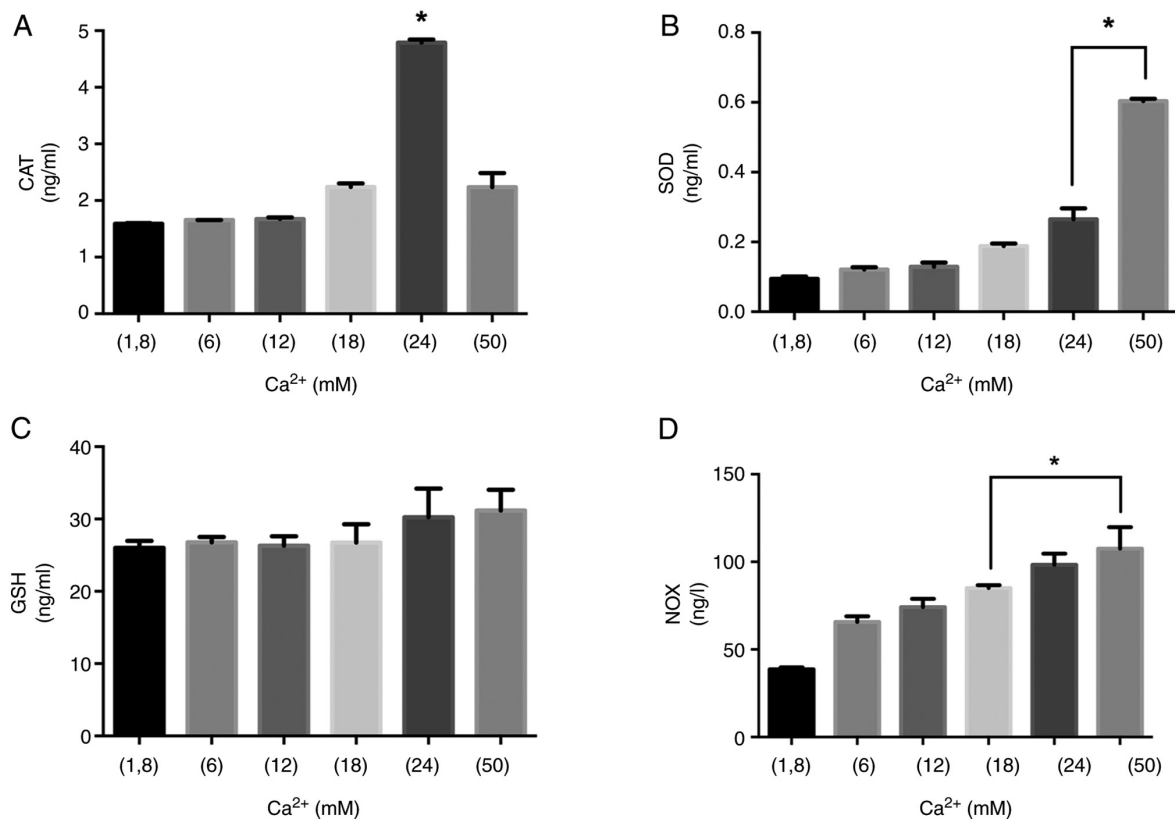 A
*
CAT
(ng/ml)
5
4
3
2
1
0
(1,8) (6) (12) (18) (24) (50)
Ca²⁺ (mM)
B
*
SOD
(ng/ml)
0.8
0.6
0.4
0.2
0.0
(1,8) (6) (12) (18) (24) (50)
Ca²⁺ (mM)
C
GSH
(ng/ml)
40
30
20
10
0
(1,8) (6) (12) (18) (24) (50)
Ca²⁺ (mM)
D
*
NOX
(ng/l)
150
100
50
0
(1,8) (6) (12) (18) (24) (50)
Ca²⁺ (mM)